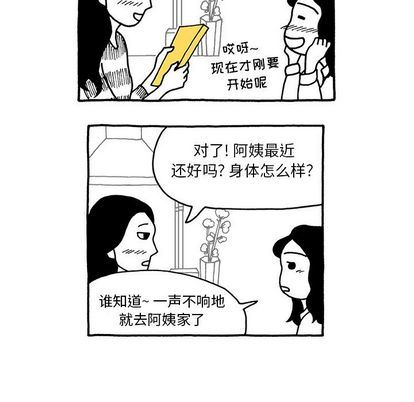 哎呀~
现在才刚要
开始呢
对了! 阿姨最近
还好吗? 身体怎么样?
谁知道~ 一声不响地
就去阿姨家了